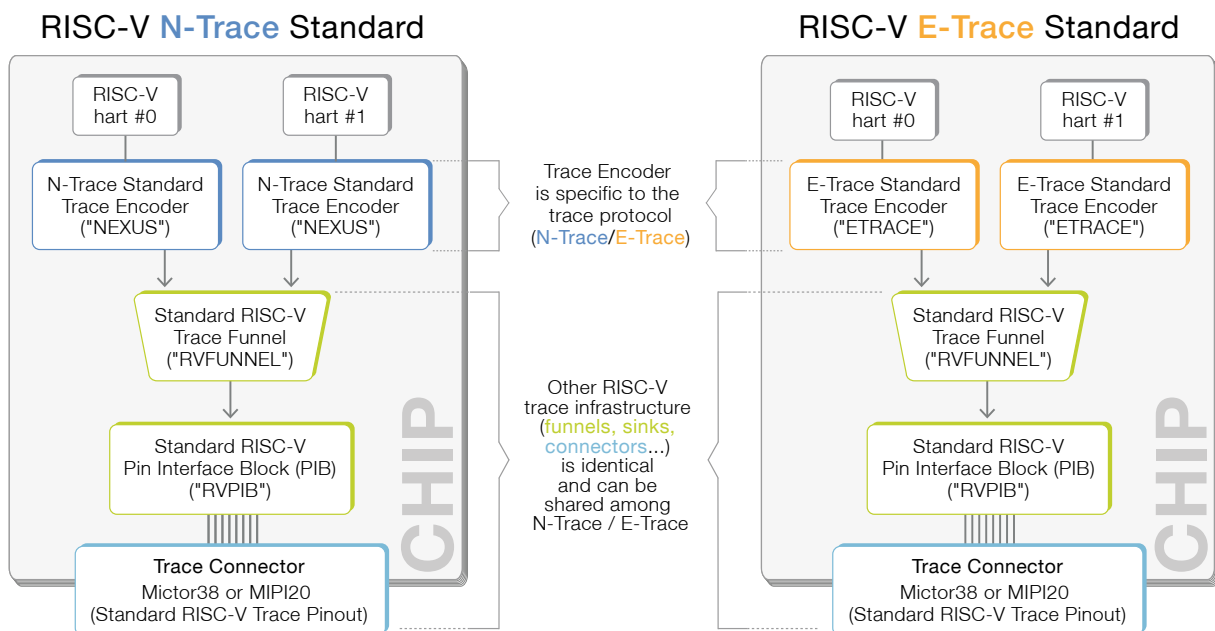 RISC-V N-Trace Standard
RISC-V
hart #0
RISC-V
hart #1
N-Trace Standard
Trace Encoder
("NEXUS")
N-Trace Standard
Trace Encoder
("NEXUS")
Standard RISC-V
Trace Funnel
("RVFUNNEL")
Standard RISC-V
Pin Interface Block (PIB)
("RVPIB")
CHIP
Trace Connector
Mictor38 or MIPI20
(Standard RISC-V Trace Pinout)
Trace Encoder
is specific to the
trace protocol
(N-Trace/E-Trace)
Other RISC-V
trace infrastructure
(funnels, sinks,
connectors...)
is identical
and can be
shared among
N-Trace / E-Trace
RISC-V E-Trace Standard
RISC-V
hart #0
RISC-V
hart #1
E-Trace Standard
Trace Encoder
("ETRACE")
E-Trace Standard
Trace Encoder
("ETRACE")
Standard RISC-V
Trace Funnel
("RVFUNNEL")
Standard RISC-V
Pin Interface Block (PIB)
("RVPIB")
CHIP
Trace Connector
Mictor38 or MIPI20
(Standard RISC-V Trace Pinout)